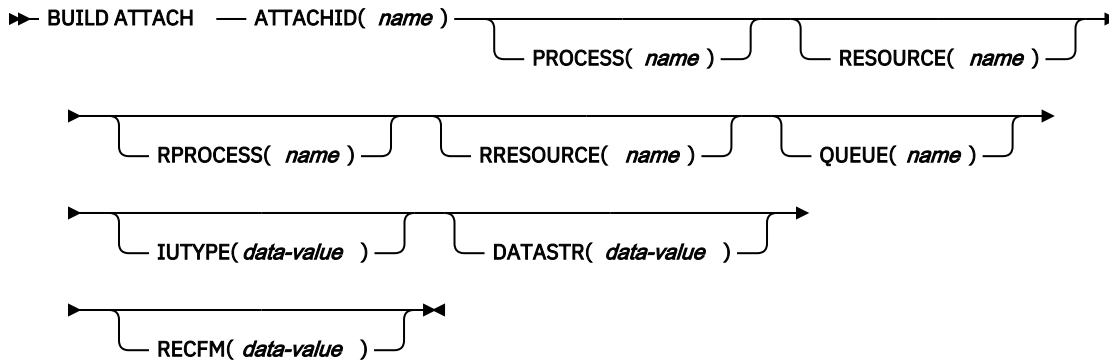 BUILD ATTACH ATTACHID( name )
PROCESS( name ) RESOURCE( name )
RPROCESS( name ) RRESOURCE( name ) QUEUE( name )
IUTYPE( data-value ) DATASTR( data-value )
RECFM( data-value )